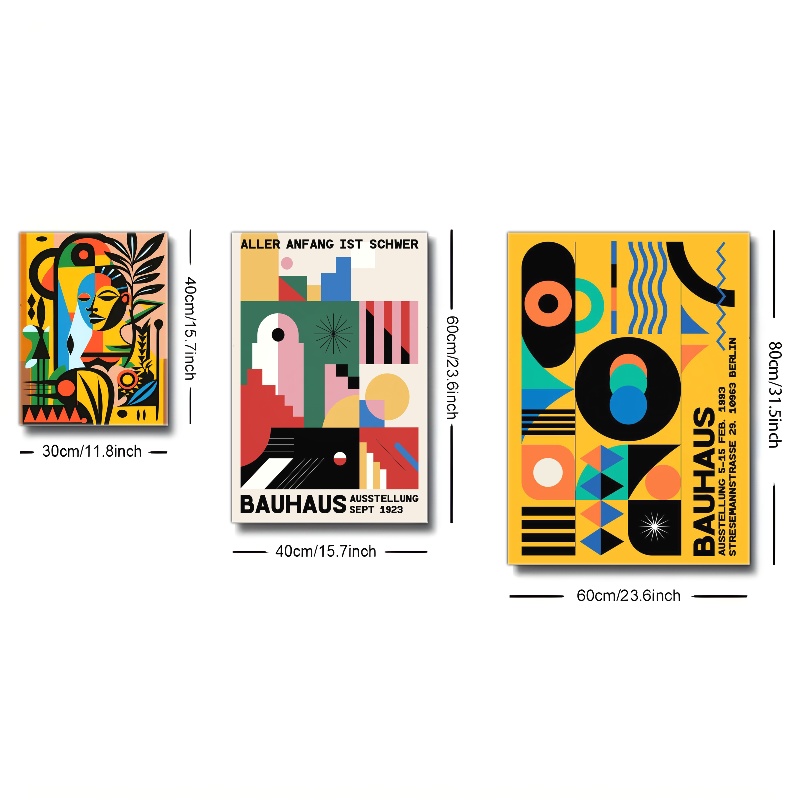 40cm/15.7inch
30cm/11.8inch
ALLER ANFANG IST SCHWER
BAUHAUS
AUSSTELLUNG
SEPT 1923
60cm/23.6inch
40cm/15.7inch
BAUHAUS
AUSSTELLUNG 5-15 FEB. 1993
STRESEMANNSTRASSE 29. 10963 BERLIN
80cm/31.5inch
60cm/23.6inch